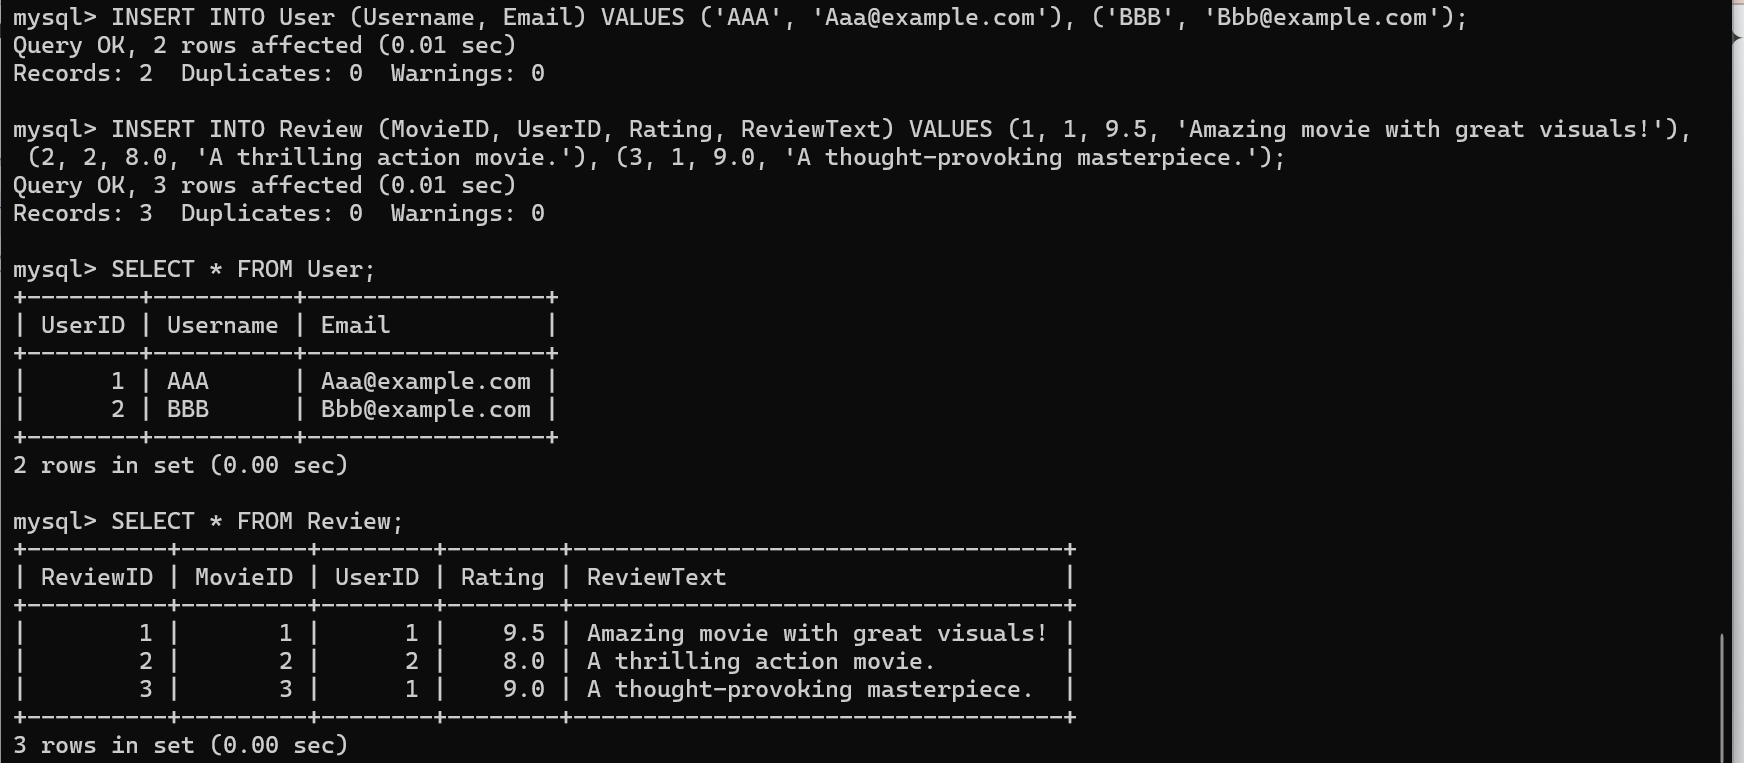 mysql> INSERT INTO User (Username, Email) VALUES ('AAA', 'Aaa@example.com'), ('BBB', 'Bbb@example.com');
Query OK, 2 rows affected (0.01 sec)
Records: 2  Duplicates: 0  Warnings: 0

mysql> INSERT INTO Review (MovieID, UserID, Rating, ReviewText) VALUES (1, 1, 9.5, 'Amazing movie with great visuals!'),
 (2, 2, 8.0, 'A thrilling action movie.'), (3, 1, 9.0, 'A thought-provoking masterpiece.');
Query OK, 3 rows affected (0.01 sec)
Records: 3  Duplicates: 0  Warnings: 0

mysql> SELECT * FROM User;
+--------+----------+-----------------+
| UserID | Username | Email           |
+--------+----------+-----------------+
|      1 | AAA      | Aaa@example.com |
|      2 | BBB      | Bbb@example.com |
+--------+----------+-----------------+
2 rows in set (0.00 sec)

mysql> SELECT * FROM Review;
+----------+---------+--------+--------+-----------------------------------+
| ReviewID | MovieID | UserID | Rating | ReviewText                        |
+----------+---------+--------+--------+-----------------------------------+
|        1 |       1 |      1 |    9.5 | Amazing movie with great visuals! |
|        2 |       2 |      2 |    8.0 | A thrilling action movie.         |
|        3 |       3 |      1 |    9.0 | A thought-provoking masterpiece.  |
+----------+---------+--------+--------+-----------------------------------+
3 rows in set (0.00 sec)